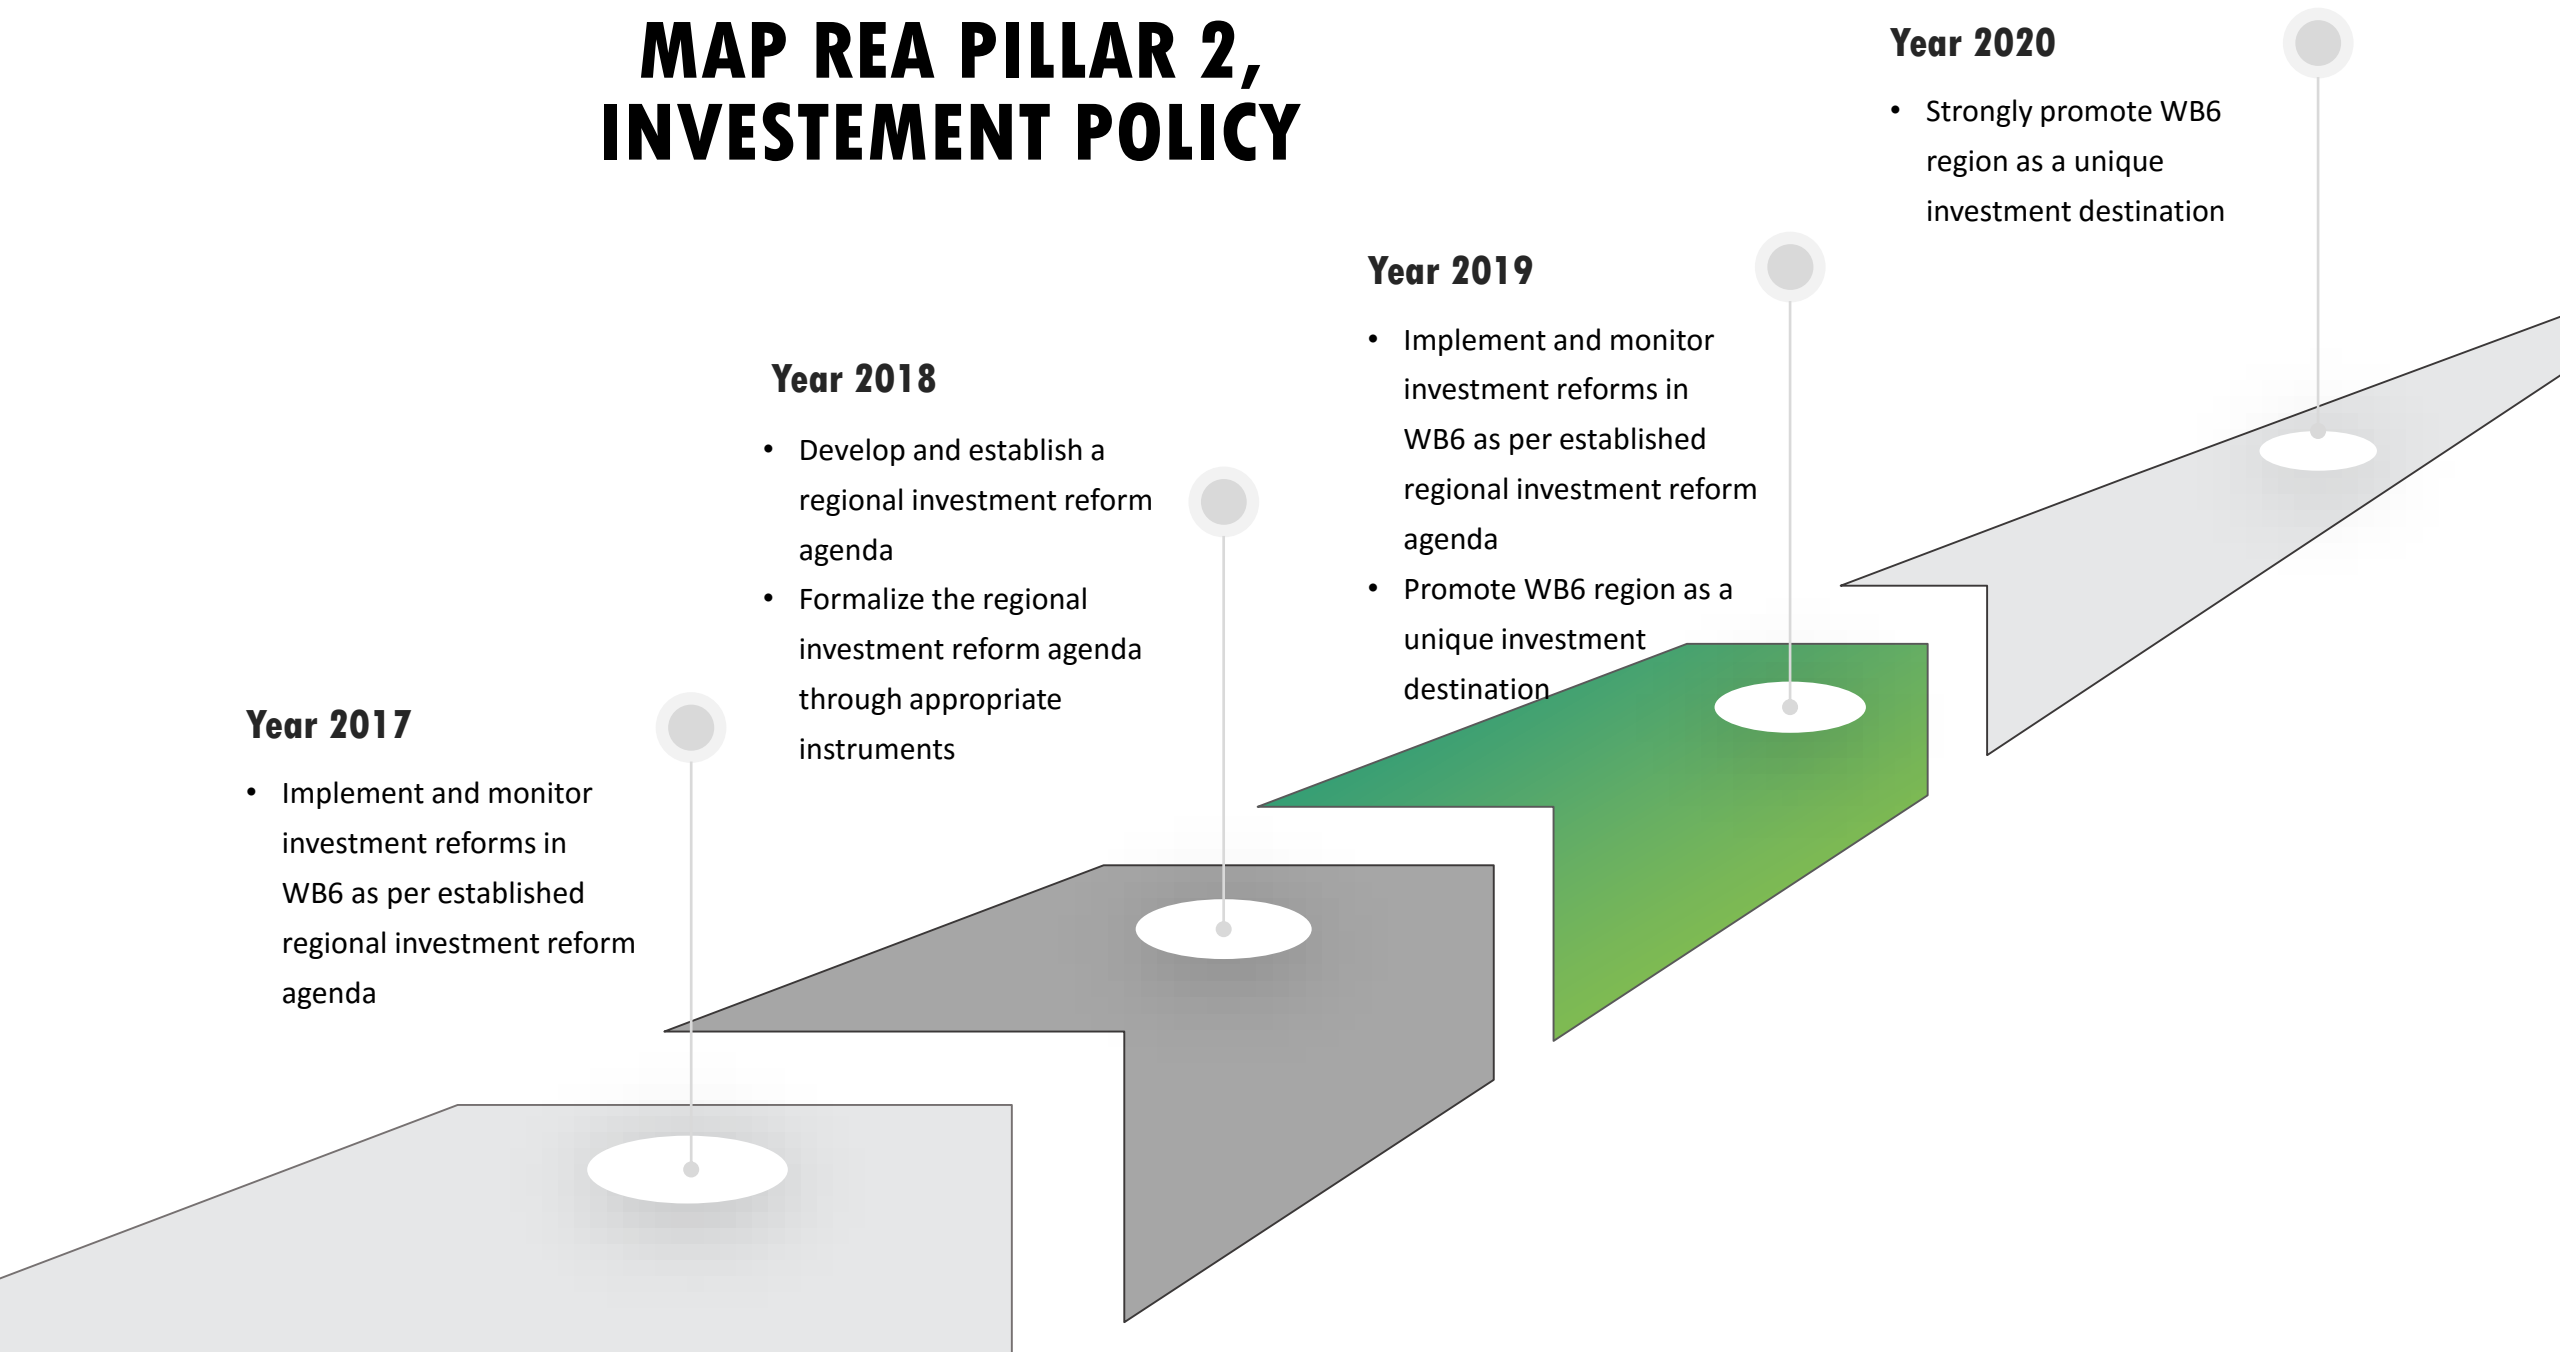 MAP REA PILLAR 2,
INVESTEMENT POLICY
Year 2017
• Implement and monitor
investment reforms in
WB6 as per established
regional investment reform
agenda
Year 2018
• Develop and establish a
regional investment reform
agenda
• Formalize the regional
investment reform agenda
through appropriate
instruments
Year 2019
• Implement and monitor
investment reforms in
WB6 as per established
regional investment reform
agenda
• Promote WB6 region as a
unique investment
destination
Year 2020
• Strongly promote WB6
region as a unique
investment destination